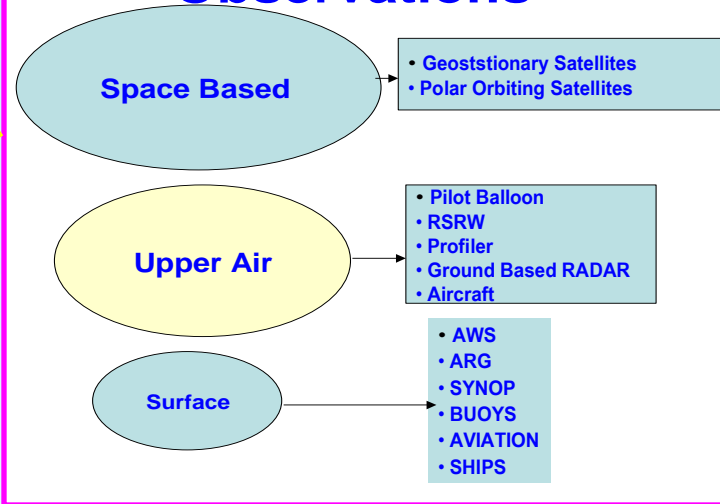 Observations
Space Based
• Geoststionary Satellites
• Polar Orbiting Satellites
Upper Air
• Pilot Balloon
• RSRW
• Profiler
• Ground Based RADAR
• Aircraft
Surface
• AWS
• ARG
• SYNOP
• BUOYS
• AVIATION
• SHIPS